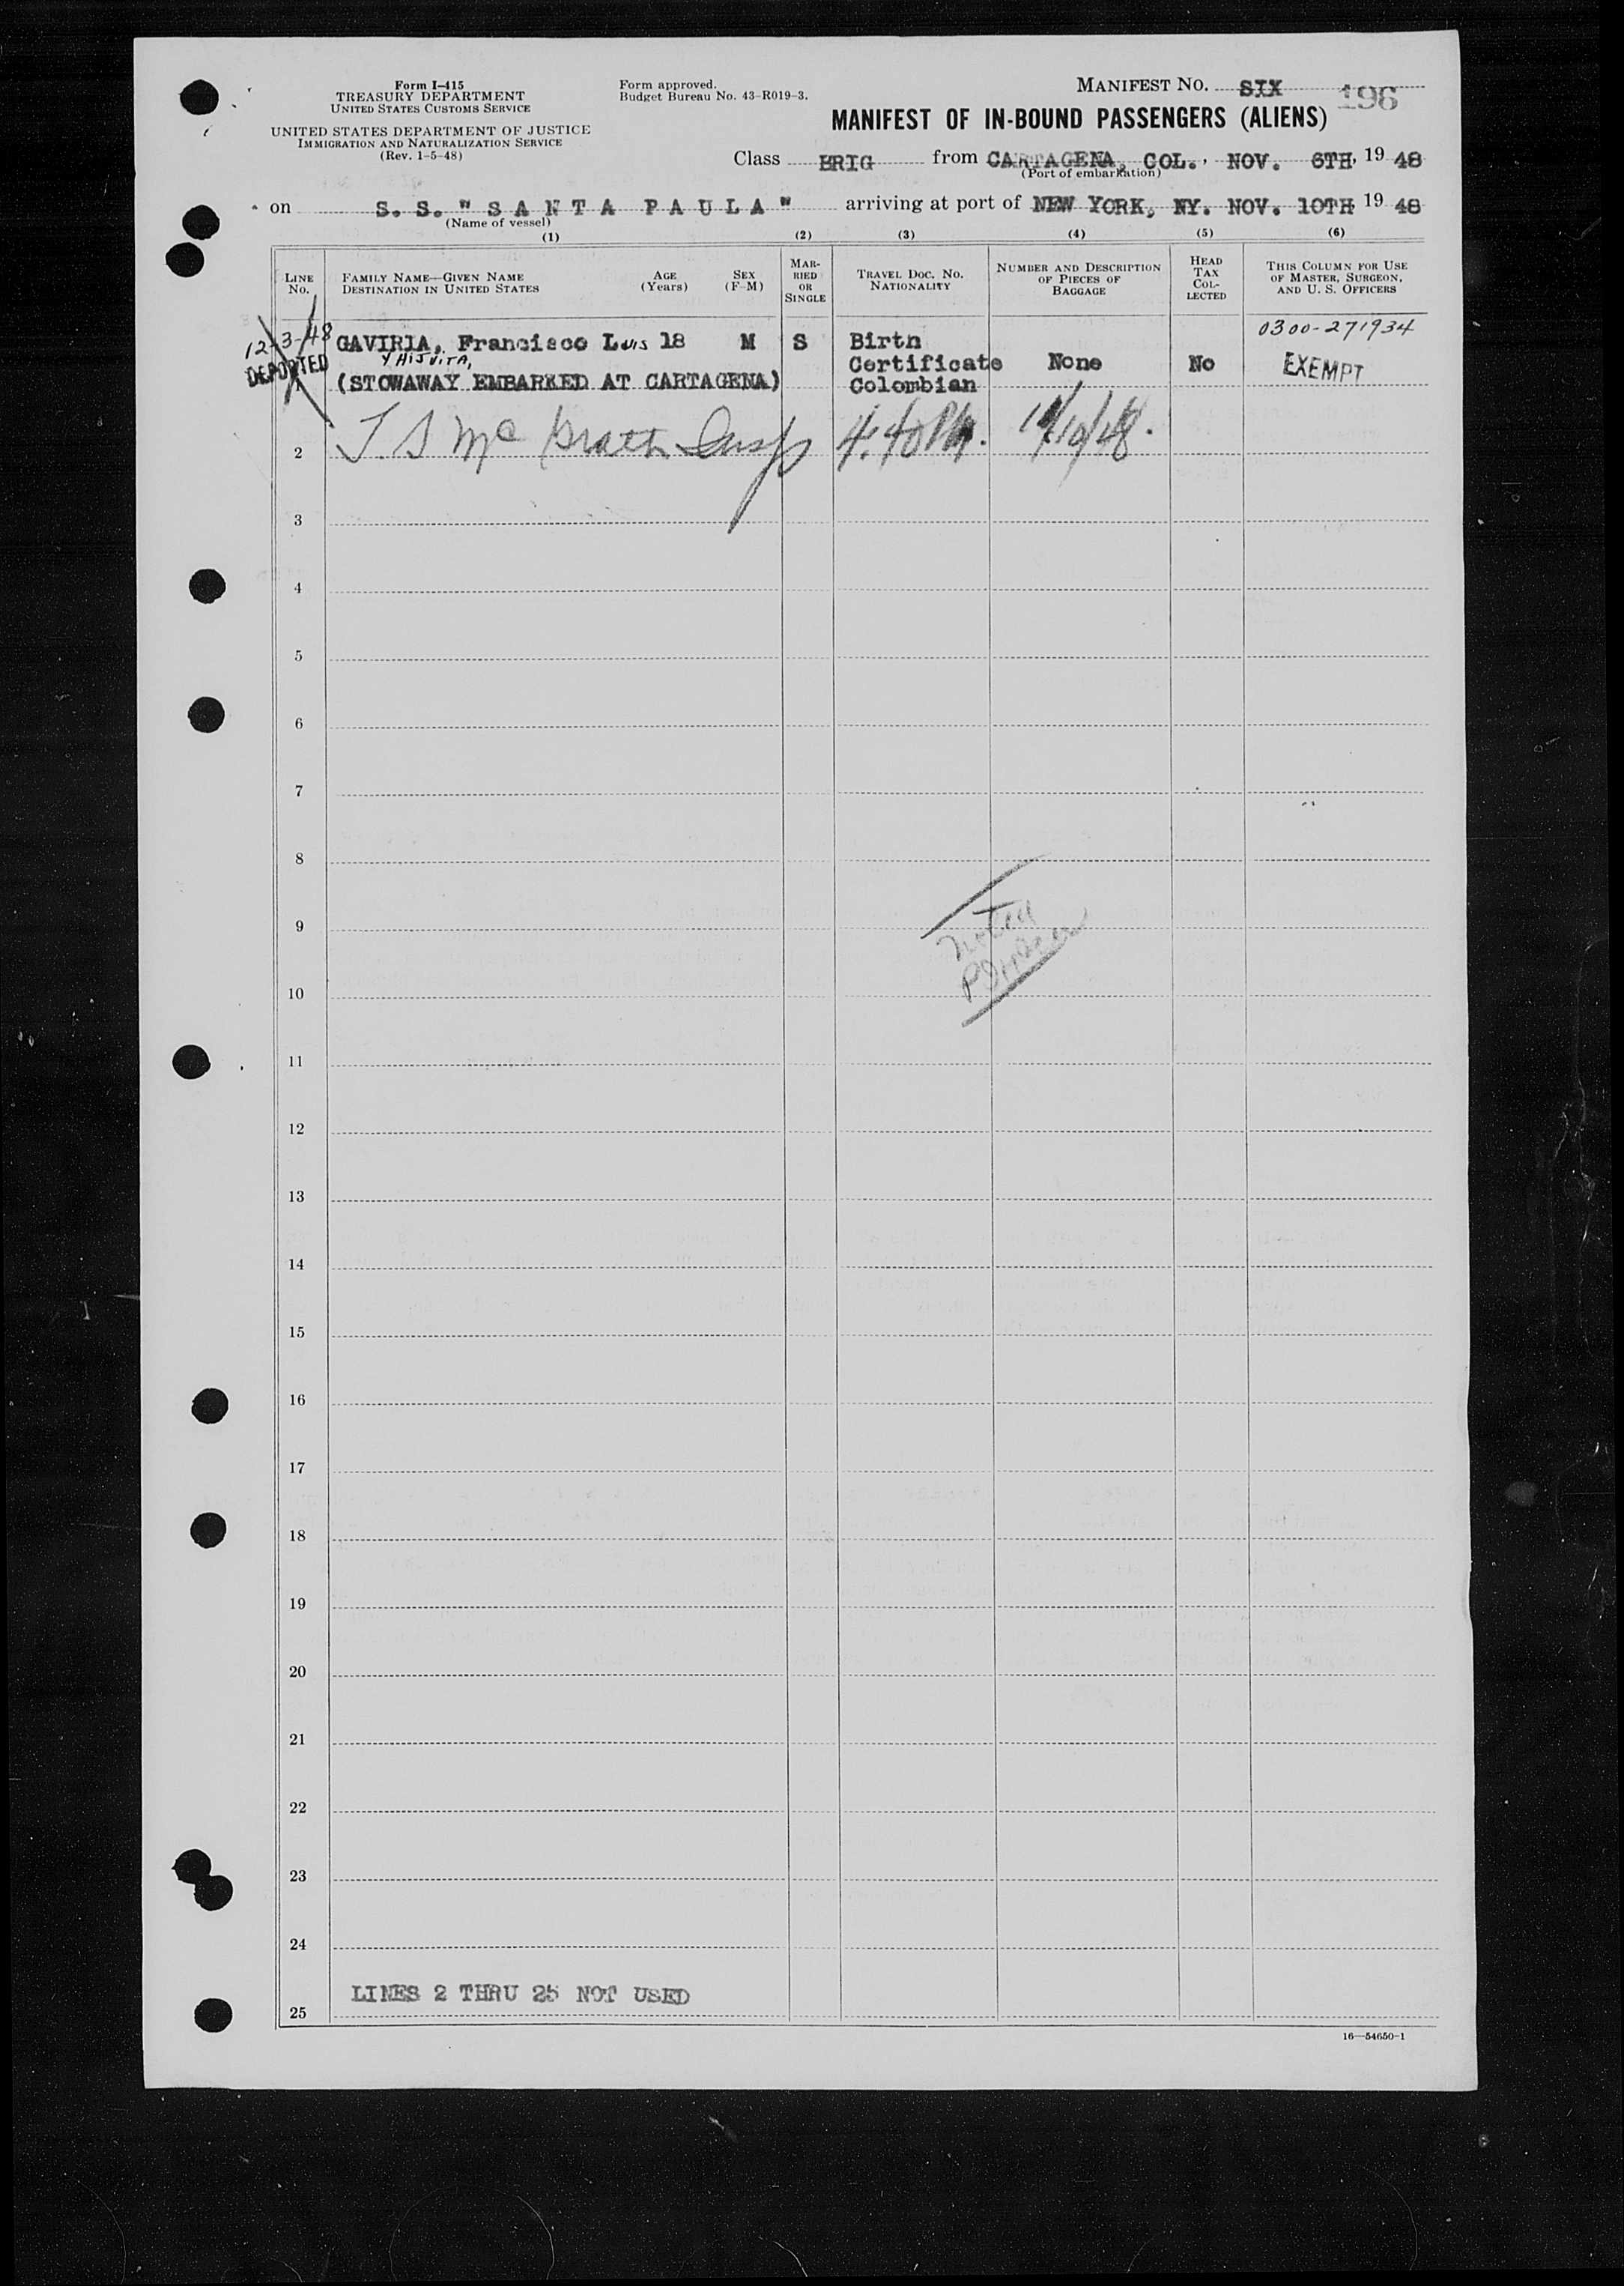 Form I-415
TREASURY DEPARTMENT
UNITED STATES CUSTOMS SERVICE
UNITED STATES DEPARTMENT OF JUSTICE
IMMIGRATION AND NATURALIZATION SERVICE
(Rev. 1-5-48)
Form approved.
Budget Bureau No. 43-R019-3.
MANIFEST NO. SIX 196
MANIFEST OF IN-BOUND PASSENGERS (ALIENS)
Class BRIG from CARTAGENA, COL., NOV. 6TH, 19 48
(Port of embarkation)
on S. S. "SANTA PAULA" arriving at port of NEW YORK, NY. NOV. 10TH 19 48
(Name of vessel)
(1) (2) (3) (4) (5) (6)
LINE NO.
FAMILY NAME—GIVEN NAME
DESTINATION IN UNITED STATES
AGE (Years)
SEX (F-M)
MARRIED OR SINGLE
TRAVEL DOC. NO. NATIONALITY
NUMBER AND DESCRIPTION OF PIECES OF BAGGAGE
HEAD TAX COLLECTED
THIS COLUMN FOR USE OF MASTER, SURGEON, AND U. S. OFFICERS
12-3-48
DEPORTED
1
GAVIRIA, Francisco Luis 18 M S Birth Certificate Colombian None No
Y HISVITA,
(STOWAWAY EMBARKED AT CARTAGENA)
0300-271934
EXEMPT
2 T. S McGrath Insp 4:40 PM. 11/10/48.
3
4
5
6
7
8
9
10
11
12
13
14
15
16
17
18
19
20
21
22
23
24
LINES 2 THRU 25 NOT USED
25
16—54650-1